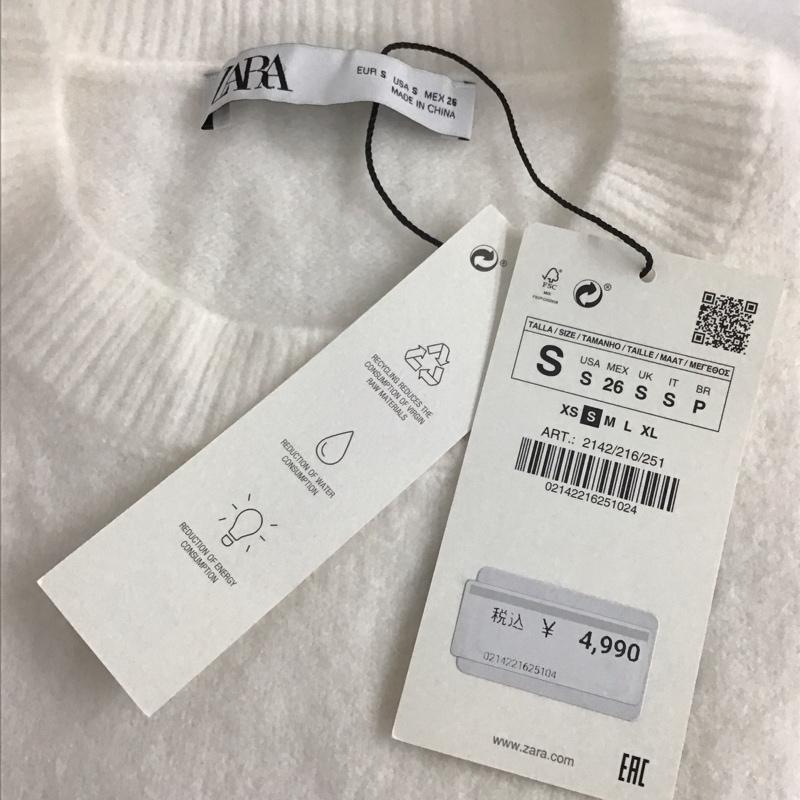 ZARA
EUR S USA S MEX 26
MADE IN CHINA
®
RECYCLING REDUCES THE
CONSUMPTION OF VIRGIN
RAW MATERIALS
REDUCTION OF WATER
CONSUMPTION
REDUCTION OF ENERGY
CONSUMPTION
FSC
MIX
®
TALLA / SIZE / TAMANHO / TAILLE / MAAT / ΜΕΓΕΘΟΣ
S
USA MEX UK IT BR
S 26 S S P
XS S M L XL
ART.: 2142/216/251
02142216251024
税込 ¥ 4,990
0214221625104
www.zara.com
EAC